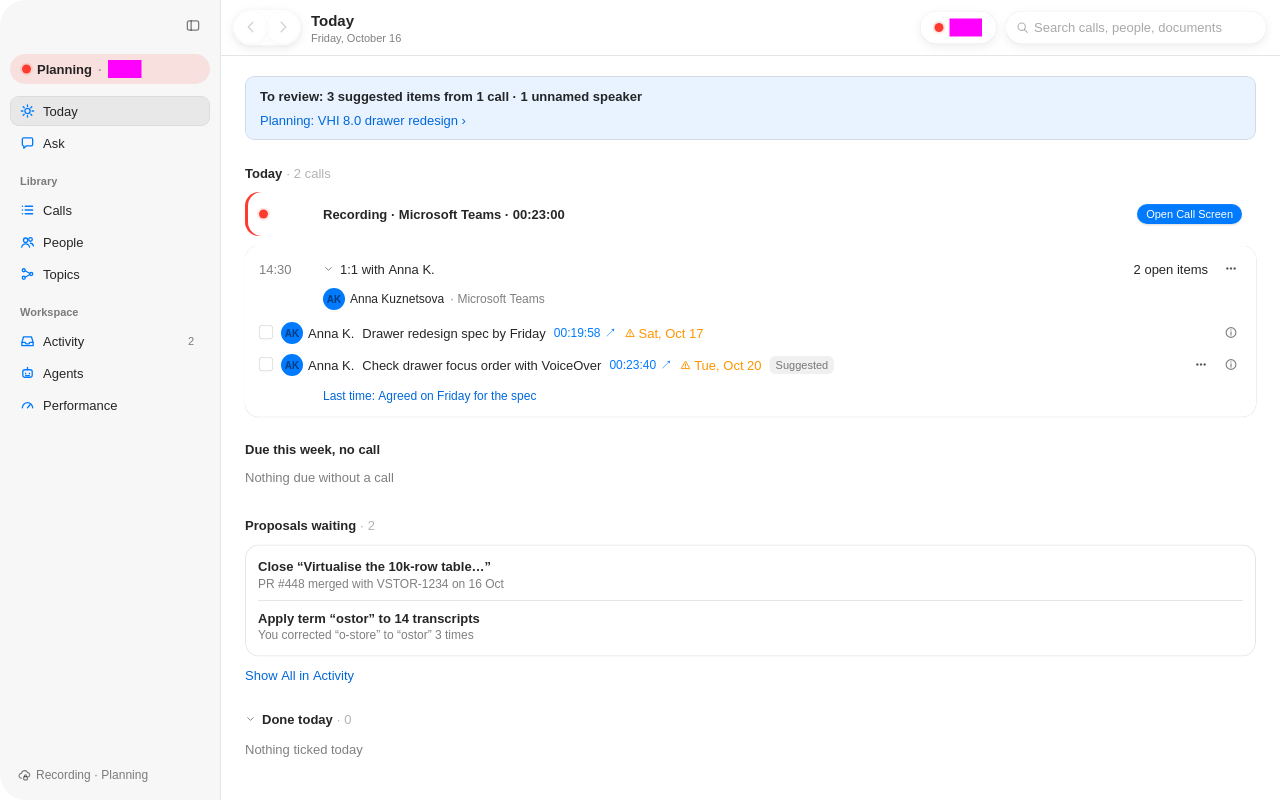 Planning ·
Today
Ask
Library
Calls
People
Topics
Workspace
Activity 2
Agents
Performance
Recording · Planning
Today
Friday, October 16
Search calls, people, documents
To review: 3 suggested items from 1 call · 1 unnamed speaker
Planning: VHI 8.0 drawer redesign ›
Today · 2 calls
Recording · Microsoft Teams · 00:23:00
Open Call Screen
14:30 1:1 with Anna K. 2 open items
AK Anna Kuznetsova · Microsoft Teams
AK Anna K. Drawer redesign spec by Friday 00:19:58 ↗ Sat, Oct 17
AK Anna K. Check drawer focus order with VoiceOver 00:23:40 ↗ Tue, Oct 20 Suggested
Last time: Agreed on Friday for the spec
Due this week, no call
Nothing due without a call
Proposals waiting · 2
Close “Virtualise the 10k-row table…”
PR #448 merged with VSTOR-1234 on 16 Oct
Apply term “ostor” to 14 transcripts
You corrected “o-store” to “ostor” 3 times
Show All in Activity
Done today · 0
Nothing ticked today